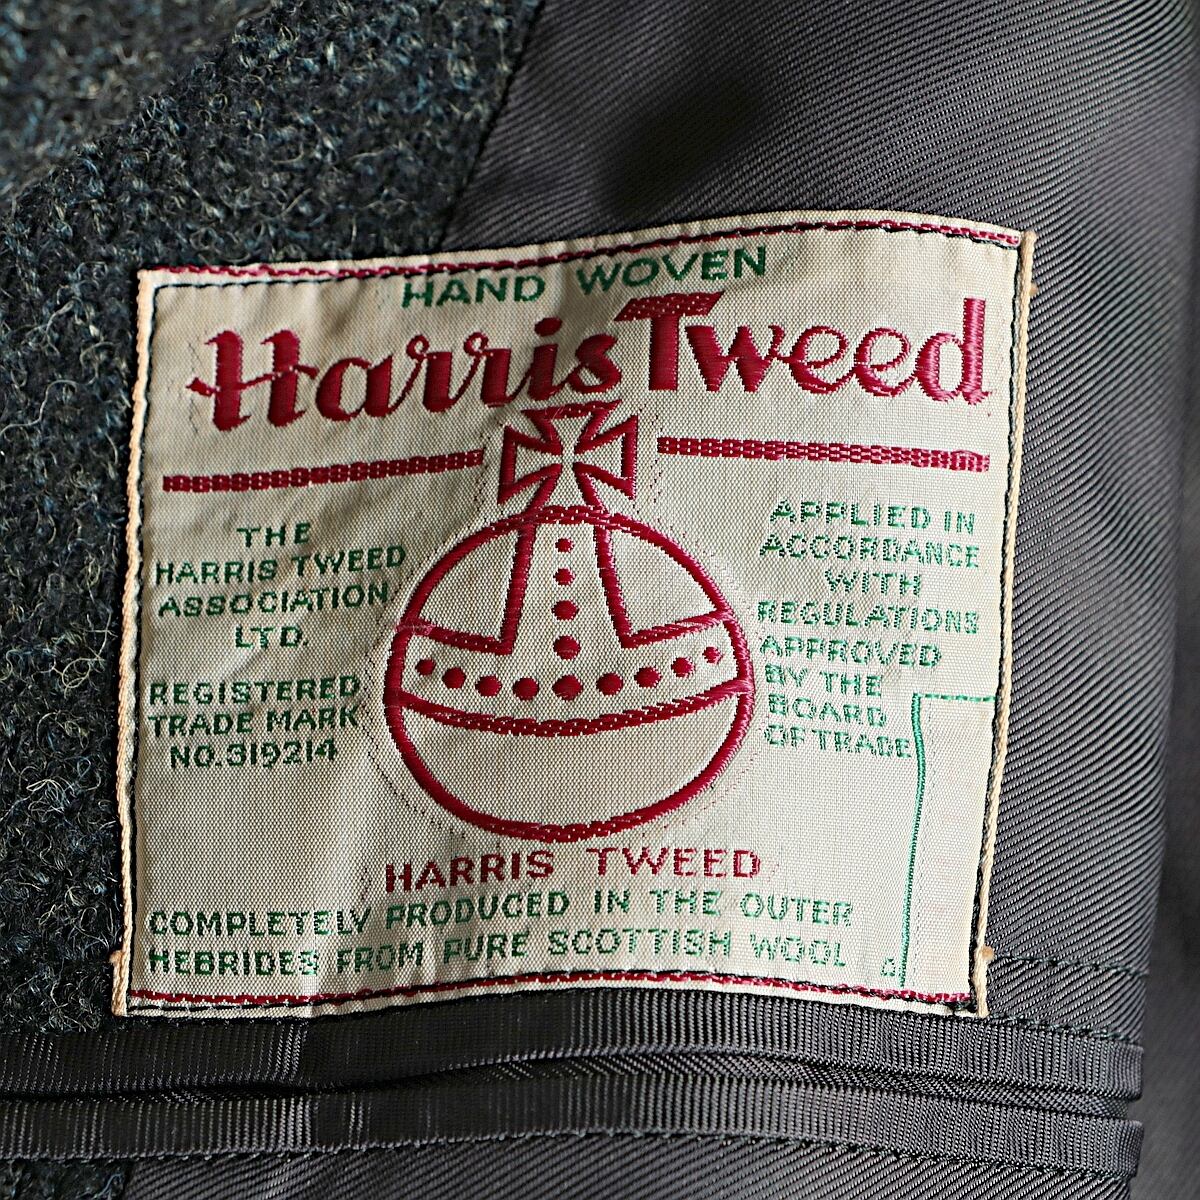 HAND WOVEN
Harris Tweed
THE
HARRIS TWEED
ASSOCIATION
LTD.
REGISTERED
TRADE MARK
NO.319214
APPLIED IN
ACCORDANCE
WITH
REGULATIONS
APPROVED
BY THE
BOARD
OF TRADE
HARRIS TWEED
COMPLETELY PRODUCED IN THE OUTER
HEBRIDES FROM PURE SCOTTISH WOOL